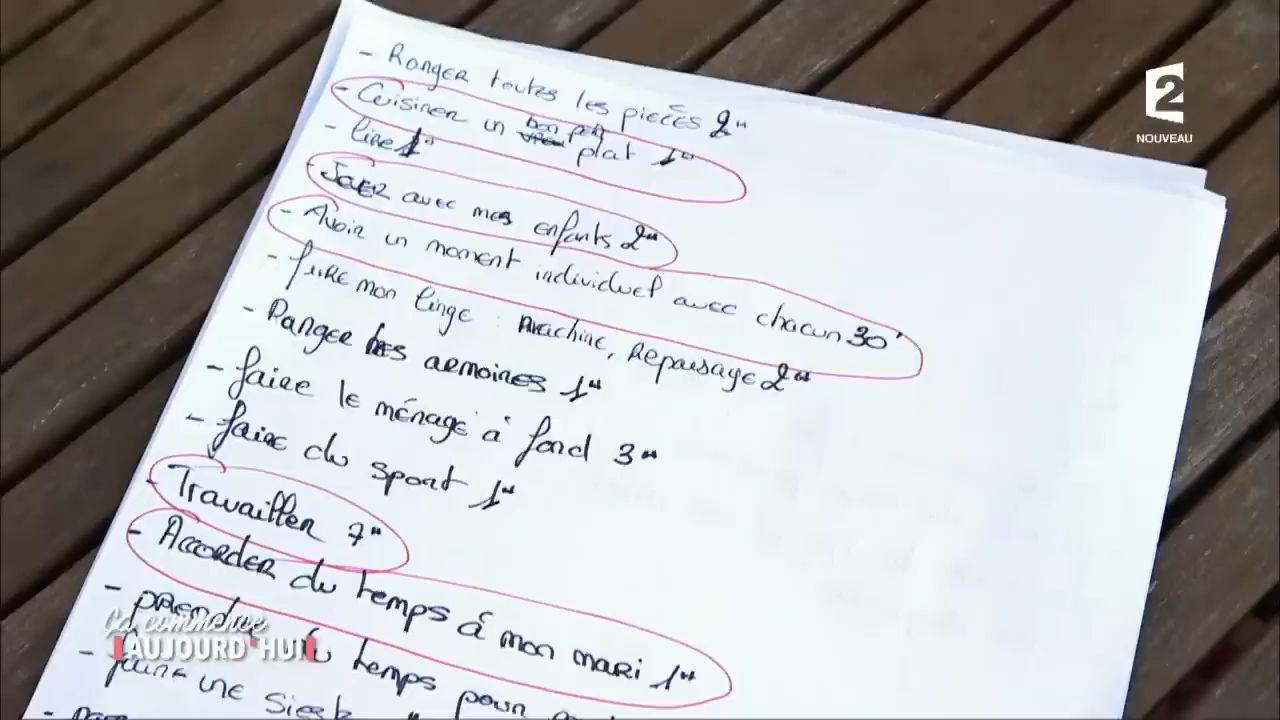 - Ranger toutes les pieces 2H
2
NOUVEAU
- Cuisiner un bon petit plat 1H
- lire 1H
- Jouer avec mes enfants 2H
- Avoir un moment individuel avec chacun 30'
- faire mon linge : machine, Repassage 2H
- Ranger les armoires 1H
- faire le ménage à fond 3H
- faire du sport 1H
- Travailler 7H
- Accorder du temps à mon mari 1H
- prendre du temps pour
Ça commence
AUJOURD'HUI
- faire une sieste